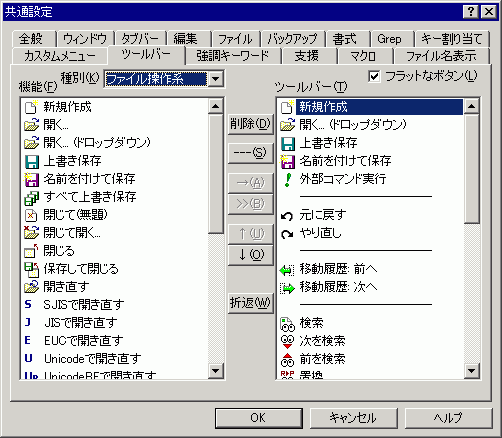 共通設定
全般 ウィンドウ タブバー 編集 ファイル バックアップ 書式 Grep キー割り当て
カスタムメニュー ツールバー 強調キーワード 支援 マクロ ファイル名表示
種別(K) ファイル操作系
フラットなボタン(L)
機能(F)
新規作成
開く...
開く... (ドロップダウン)
上書き保存
名前を付けて保存
すべて上書き保存
閉じて(無題)
閉じて開く...
閉じる
保存して閉じる
開き直す
S SJISで開き直す
J JISで開き直す
E EUCで開き直す
U Unicodeで開き直す
UnicodeBEで開き直す
削除(D)
---(S)
→(A)
>>(B)
↑(U)
↓(O)
折返(W)
ツールバー(T)
新規作成
開く... (ドロップダウン)
上書き保存
名前を付けて保存
外部コマンド実行
元に戻す
やり直し
移動履歴: 前へ
移動履歴: 次へ
検索
次を検索
前を検索
置換
OK キャンセル ヘルプ